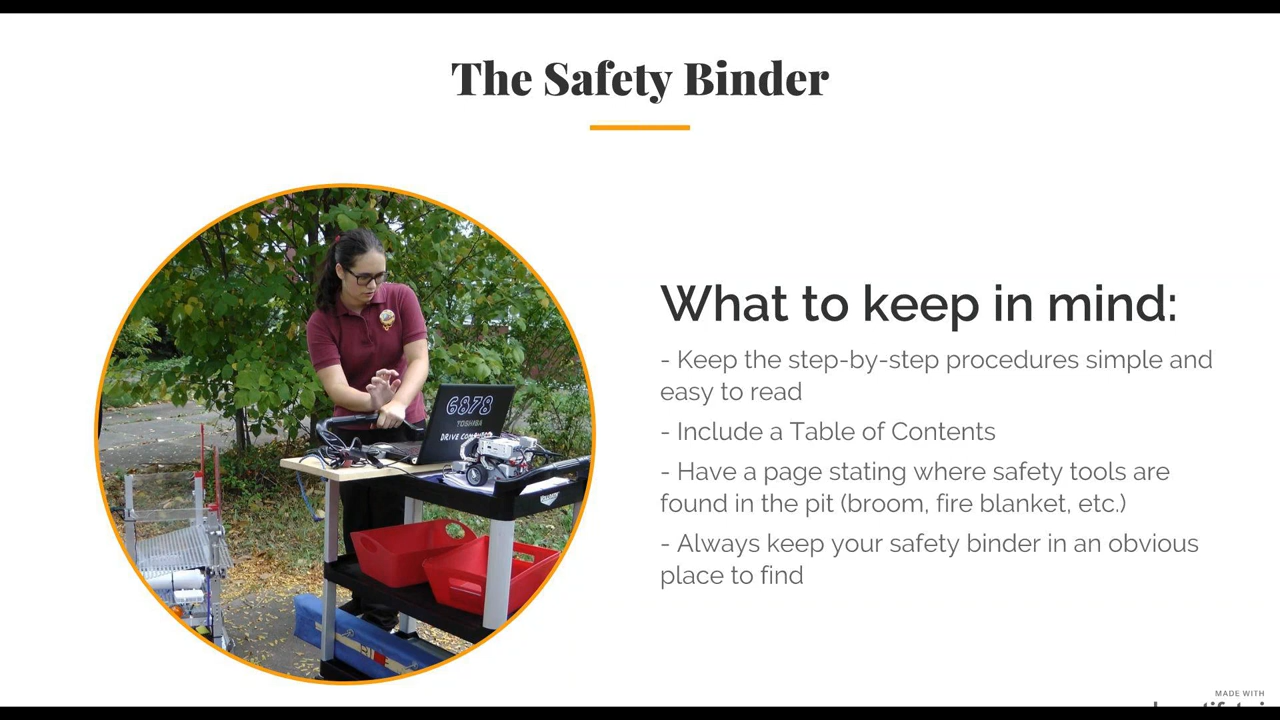 The Safety Binder
What to keep in mind:
- Keep the step-by-step procedures simple and
easy to read
- Include a Table of Contents
- Have a page stating where safety tools are
found in the pit (broom, fire blanket, etc.)
- Always keep your safety binder in an obvious
place to find
6878
TOSHIBA
DRIVE COMPUTER
MADE WITH